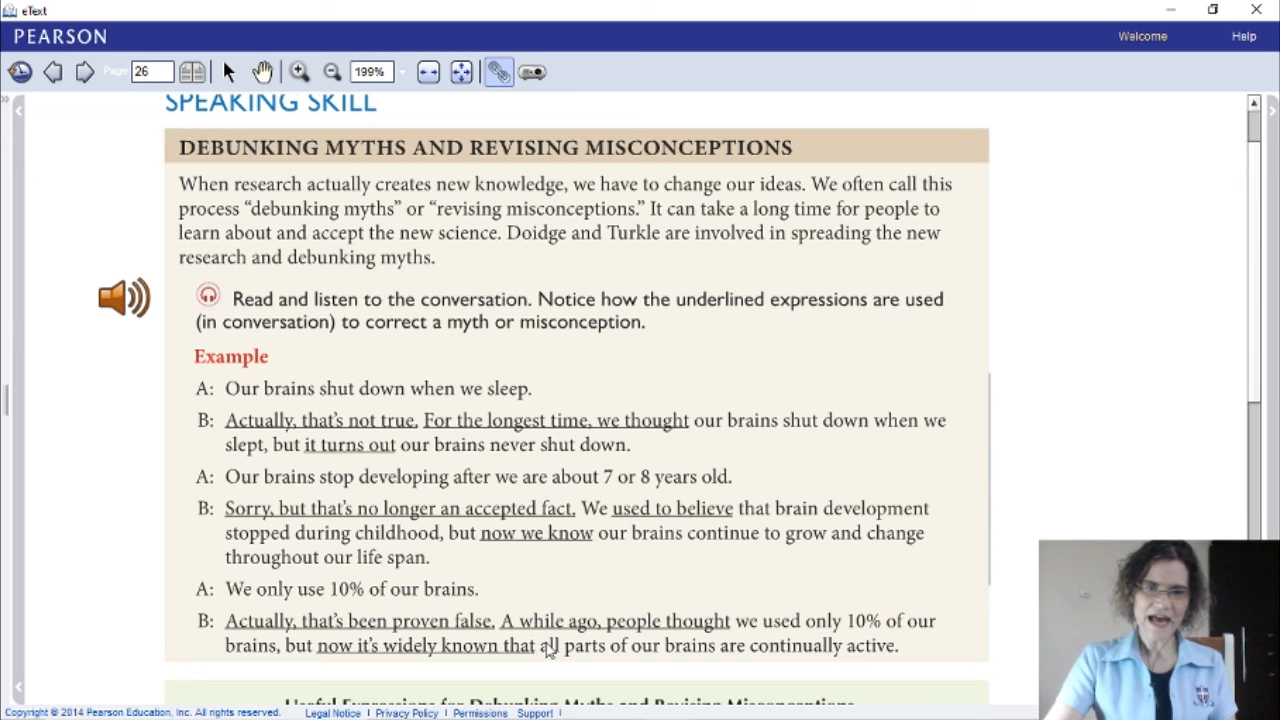 eText
PEARSON
Welcome
Help
Page
26
199%
SPEAKING SKILL
DEBUNKING MYTHS AND REVISING MISCONCEPTIONS
When research actually creates new knowledge, we have to change our ideas. We often call this
process “debunking myths” or “revising misconceptions.” It can take a long time for people to
learn about and accept the new science. Doidge and Turkle are involved in spreading the new
research and debunking myths.
Read and listen to the conversation. Notice how the underlined expressions are used
(in conversation) to correct a myth or misconception.
Example
A: Our brains shut down when we sleep.
B: Actually, that’s not true. For the longest time, we thought our brains shut down when we
slept, but it turns out our brains never shut down.
A: Our brains stop developing after we are about 7 or 8 years old.
B: Sorry, but that’s no longer an accepted fact. We used to believe that brain development
stopped during childhood, but now we know our brains continue to grow and change
throughout our life span.
A: We only use 10% of our brains.
B: Actually, that’s been proven false. A while ago, people thought we used only 10% of our
brains, but now it’s widely known that all parts of our brains are continually active.
Useful Expressions for Debunking Myths and Revising Misconceptions
Copyright © 2014 Pearson Education, Inc. All rights reserved.
Legal Notice | Privacy Policy | Permissions Support |